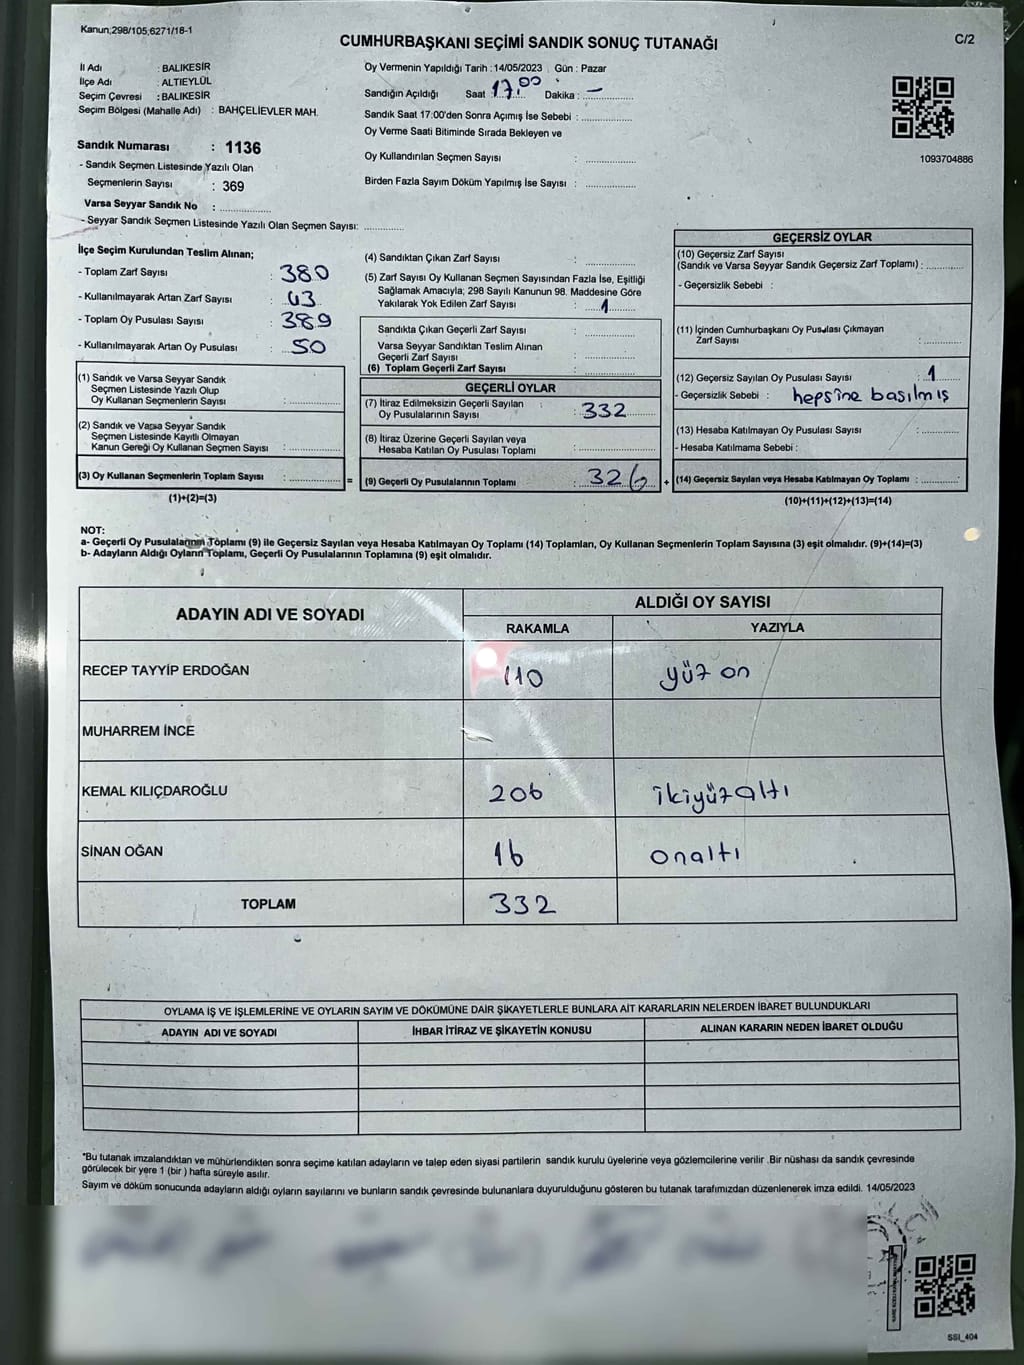 Kanun;298/105;6271/18-1
CUMHURBAŞKANI SEÇİMİ SANDIK SONUÇ TUTANAĞI
C/2
İl Adı : BALIKESİR
İlçe Adı : ALTIEYLÜL
Seçim Çevresi : BALIKESİR
Seçim Bölgesi (Mahalle Adı) : BAHÇELİEVLER MAH.
Oy Vermenin Yapıldığı Tarih : 14/05/2023 Gün : Pazar
Sandığın Açıldığı Saat : 17.00 Dakika : —
Sandık Saat 17:00'den Sonra Açımış İse Sebebi :
Oy Verme Saati Bitiminde Sırada Bekleyen ve
Oy Kullandırılan Seçmen Sayısı :
Birden Fazla Sayım Döküm Yapılmış İse Sayısı :
1093704886
Sandık Numarası : 1136
- Sandık Seçmen Listesinde Yazılı Olan
Seçmenlerin Sayısı : 369
Varsa Seyyar Sandık No :
- Seyyar Sandık Seçmen Listesinde Yazılı Olan Seçmen Sayısı:
İlçe Seçim Kurulundan Teslim Alınan;
- Toplam Zarf Sayısı : 380
- Kullanılmayarak Artan Zarf Sayısı : 43
- Toplam Oy Pusulası Sayısı : 389
- Kullanılmayarak Artan Oy Pusulası : 50
(1) Sandık ve Varsa Seyyar Sandık
Seçmen Listesinde Yazılı Olup
Oy Kullanan Seçmenlerin Sayısı :
(2) Sandık ve Varsa Seyyar Sandık
Seçmen Listesinde Kayıtlı Olmayan
Kanun Gereği Oy Kullanan Seçmen Sayısı :
(3) Oy Kullanan Seçmenlerin Toplam Sayısı :
(1)+(2)=(3)
(4) Sandıktan Çıkan Zarf Sayısı :
(5) Zarf Sayısı Oy Kullanan Seçmen Sayısından Fazla İse, Eşitliği
Sağlamak Amacıyla; 298 Sayılı Kanunun 98. Maddesine Göre
Yakılarak Yok Edilen Zarf Sayısı : 1
Sandıkta Çıkan Geçerli Zarf Sayısı :
Varsa Seyyar Sandıktan Teslim Alınan
Geçerli Zarf Sayısı :
(6) Toplam Geçerli Zarf Sayısı :
GEÇERLİ OYLAR
(7) İtiraz Edilmeksizin Geçerli Sayılan
Oy Pusulalarının Sayısı : 332
(8) İtiraz Üzerine Geçerli Sayılan veya
Hesaba Katılan Oy Pusulası Toplamı :
= (9) Geçerli Oy Pusulalarının Toplamı : 326 +
GEÇERSİZ OYLAR
(10) Geçersiz Zarf Sayısı
(Sandık ve Varsa Seyyar Sandık Geçersiz Zarf Toplamı) :
- Geçersizlik Sebebi :
(11) İçinden Cumhurbaşkanı Oy Pusulası Çıkmayan
Zarf Sayısı :
(12) Geçersiz Sayılan Oy Pusulası Sayısı : 1
- Geçersizlik Sebebi : hepsine basılmış
(13) Hesaba Katılmayan Oy Pusulası Sayısı :
- Hesaba Katılmama Sebebi :
(14) Geçersiz Sayılan veya Hesaba Katılmayan Oy Toplamı :
(10)+(11)+(12)+(13)=(14)
NOT:
a- Geçerli Oy Pusulalarının Toplamı (9) ile Geçersiz Sayılan veya Hesaba Katılmayan Oy Toplamı (14) Toplamları, Oy Kullanan Seçmenlerin Toplam Sayısına (3) eşit olmalıdır. (9)+(14)=(3)
b- Adayların Aldığı Oyların Toplamı, Geçerli Oy Pusulalarının Toplamına (9) eşit olmalıdır.
ADAYIN ADI VE SOYADI
ALDIĞI OY SAYISI
RAKAMLA YAZIYLA
RECEP TAYYİP ERDOĞAN 110 yüz on
MUHARREM İNCE
KEMAL KILIÇDAROĞLU 206 ikiyüzaltı
SİNAN OĞAN 16 onaltı
TOPLAM 332
OYLAMA İŞ VE İŞLEMLERİNE VE OYLARIN SAYIM VE DÖKÜMÜNE DAİR ŞİKAYETLERLE BUNLARA AİT KARARLARIN NELERDEN İBARET BULUNDUKLARI
ADAYIN ADI VE SOYADI İHBAR İTİRAZ VE ŞİKAYETİN KONUSU ALINAN KARARIN NEDEN İBARET OLDUĞU
*Bu tutanak imzalandıktan ve mühürlendikten sonra seçime katılan adayların ve talep eden siyasi partilerin sandık kurulu üyelerine veya gözlemcilerine verilir .Bir nüshası da sandık çevresinde
görülecek bir yere 1 (bir ) hafta süreyle asılır.
Sayım ve döküm sonucunda adayların aldığı oyların sayılarını ve bunların sandık çevresinde bulunanlara duyurulduğunu gösteren bu tutanak tarafımızdan düzenlenerek imza edildi. 14/05/2023
SSI_404